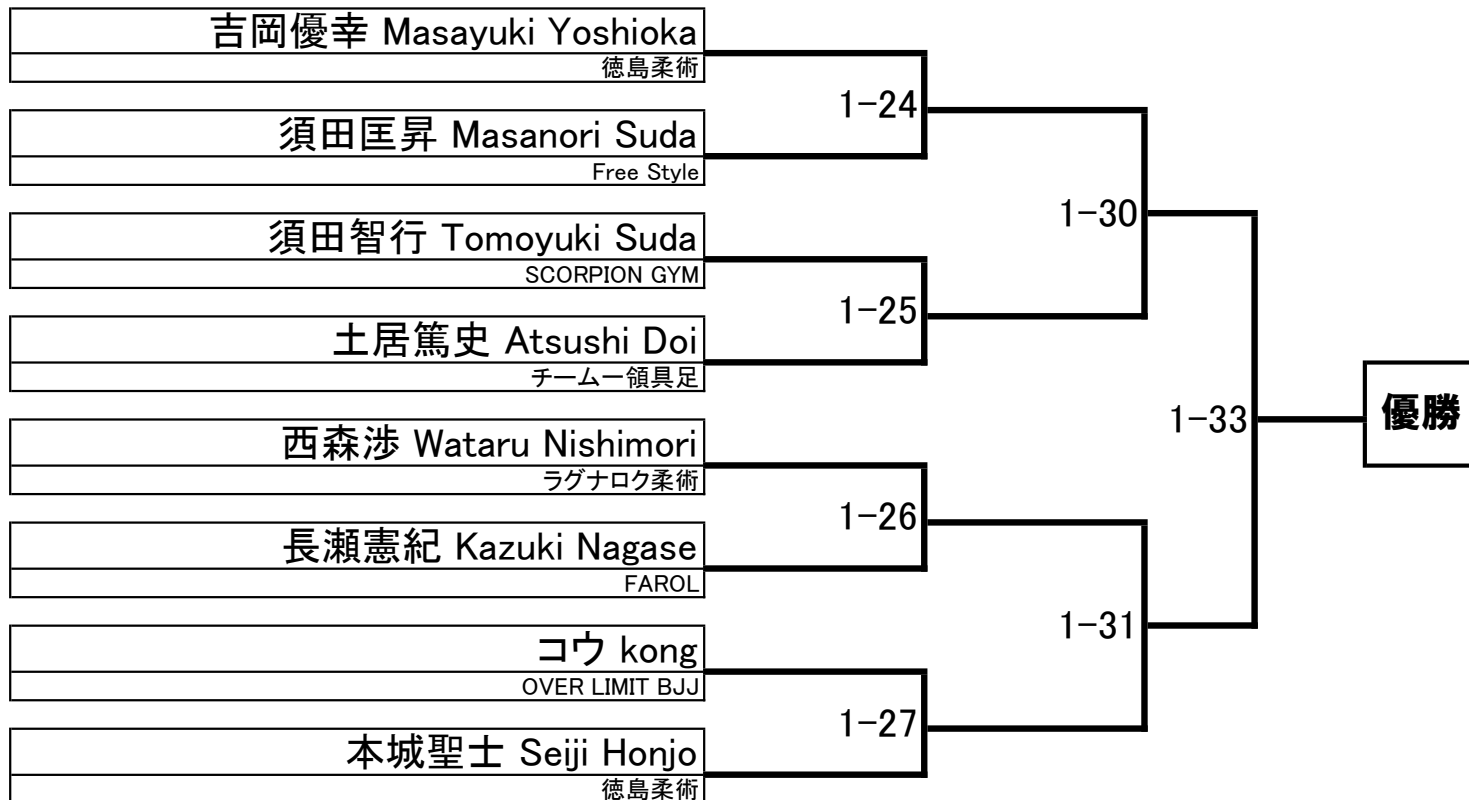 吉岡優幸 Masayuki Yoshioka
徳島柔術
1-24
須田匡昇 Masanori Suda
Free Style
1-30
須田智行 Tomoyuki Suda
SCORPION GYM
1-25
土居篤史 Atsushi Doi
チーム一領具足
1-33
優勝
西森渉 Wataru Nishimori
ラグナロク柔術
1-26
長瀬憲紀 Kazuki Nagase
FAROL
1-31
コウ kong
OVER LIMIT BJJ
1-27
本城聖士 Seiji Honjo
徳島柔術